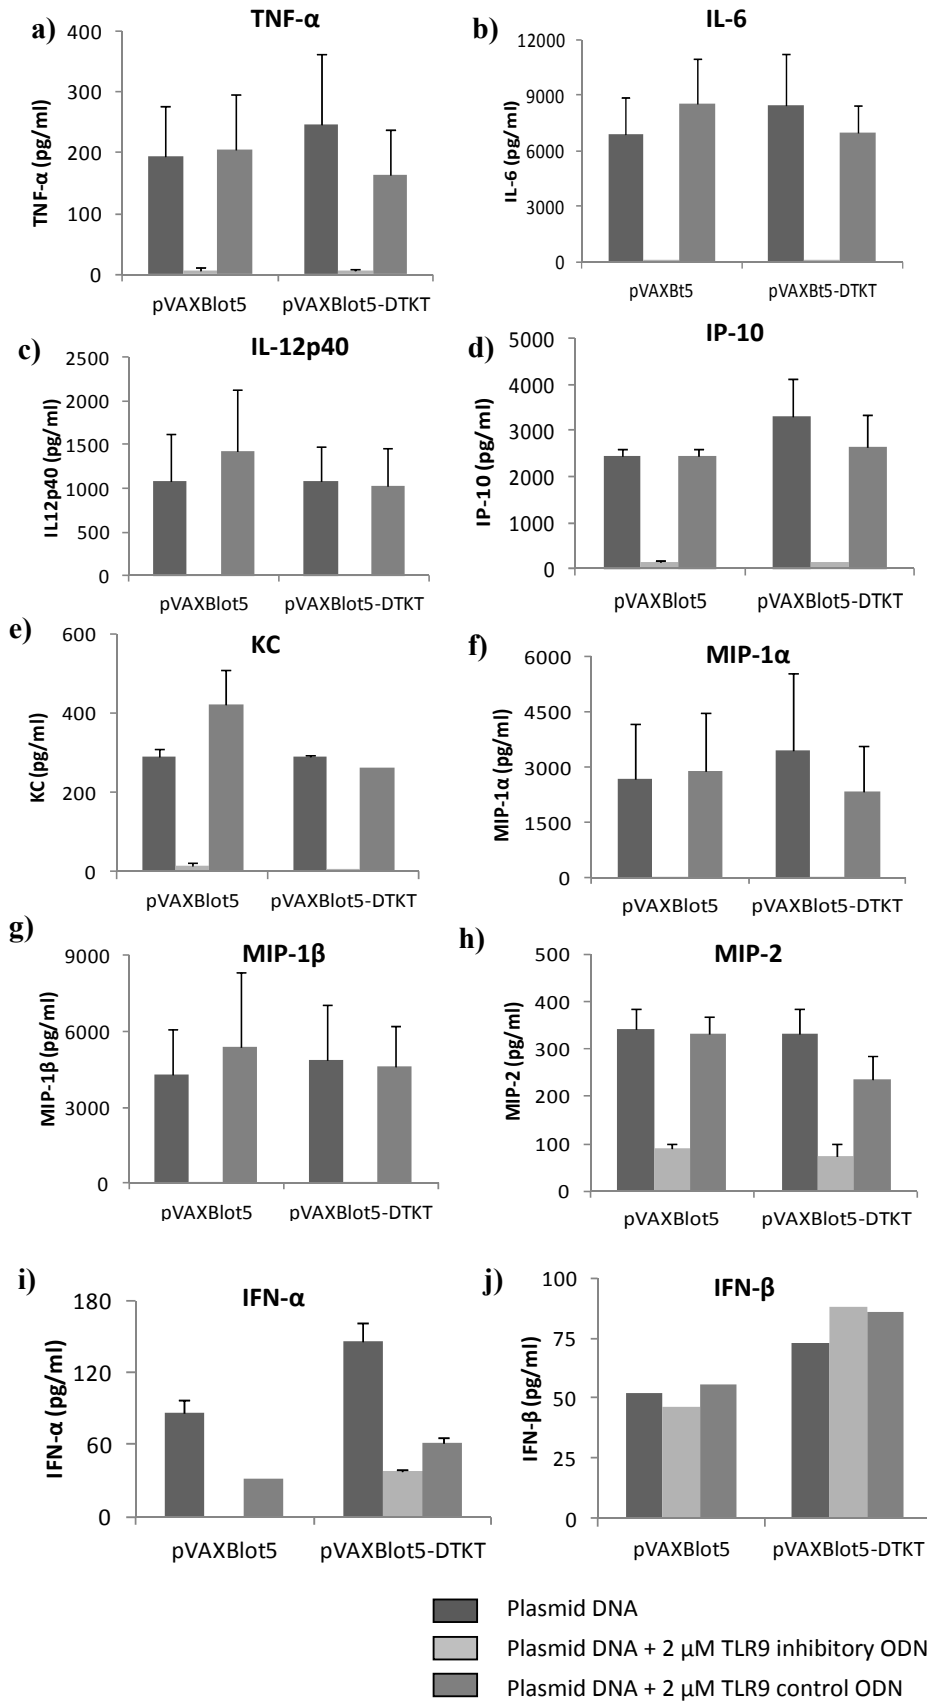 a)
TNF-α
TNF-α (pg/ml)
400
300
200
100
0
pVAXBlot5
pVAXBlot5-DTKT
b)
IL-6
IL-6 (pg/ml)
12000
9000
6000
3000
0
pVAXBt5
pVAXBt5-DTKT
c)
IL-12p40
IL12p40 (pg/ml)
2500
2000
1500
1000
500
0
pVAXBlot5
pVAXBlot5-DTKT
d)
IP-10
IP-10 (pg/ml)
5000
4000
3000
2000
1000
0
pVAXBlot5
pVAXBlot5-DTKT
e)
KC
KC (pg/ml)
600
400
200
0
pVAXBlot5
pVAXBlot5-DTKT
f)
MIP-1α
MIP-1α (pg/ml)
6000
4500
3000
1500
0
pVAXBlot5
pVAXBlot5-DTKT
g)
MIP-1β
MIP-1β (pg/ml)
9000
6000
3000
0
pVAXBlot5
pVAXBlot5-DTKT
h)
MIP-2
MIP-2 (pg/ml)
500
400
300
200
100
0
pVAXBlot5
pVAXBlot5-DTKT
i)
IFN-α
IFN-α (pg/ml)
180
120
60
0
pVAXBlot5
pVAXBlot5-DTKT
j)
IFN-β
IFN-β (pg/ml)
100
75
50
25
0
pVAXBlot5
pVAXBlot5-DTKT
Plasmid DNA
Plasmid DNA + 2 μM TLR9 inhibitory ODN
Plasmid DNA + 2 μM TLR9 control ODN